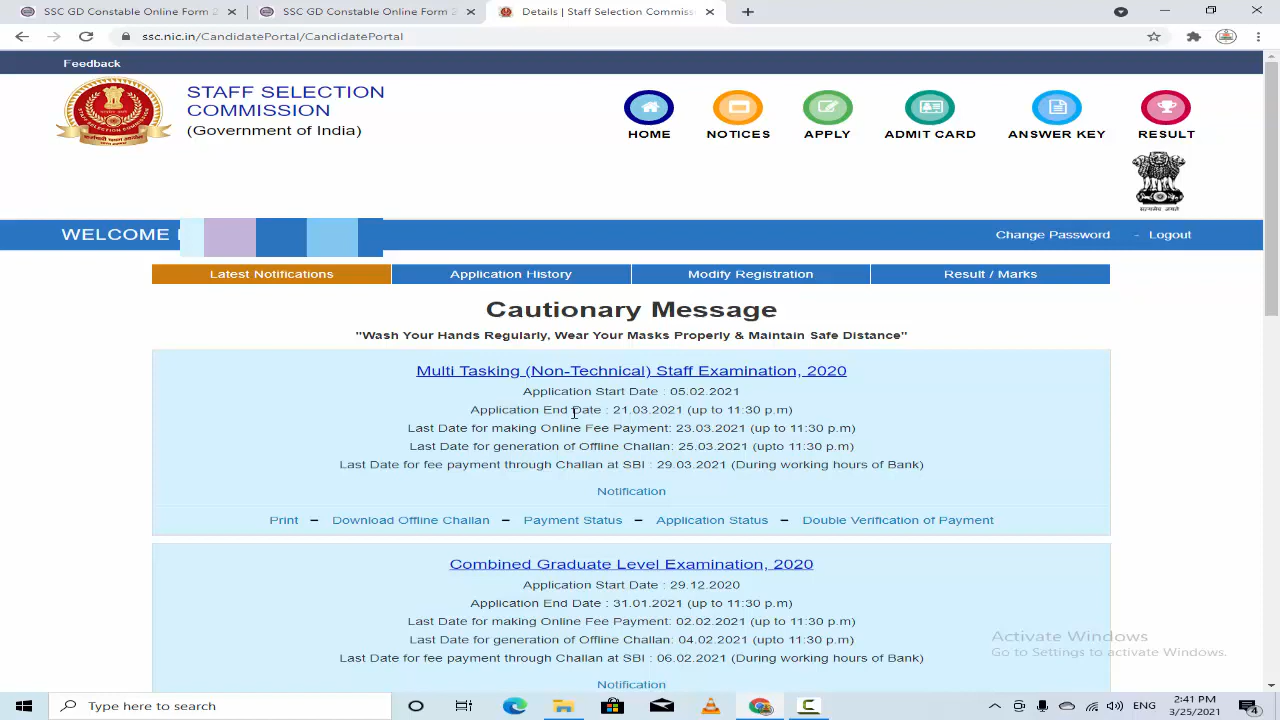 SSC GD Constable Online Form 2
SSC GD Constable Online Form 2
Details | Staff Selection Commis
ssc.nic.in/CandidatePortal/CandidatePortal
Feedback
STAFF SELECTION
COMMISSION
(Government of India)
HOME
NOTICES
APPLY
ADMIT CARD
ANSWER KEY
RESULT
सत्यमेव जयते
WELCOME
Change Password - Logout
Latest Notifications
Application History
Modify Registration
Result / Marks
Cautionary Message
"Wash Your Hands Regularly, Wear Your Masks Properly & Maintain Safe Distance"
Multi Tasking (Non-Technical) Staff Examination, 2020
Application Start Date : 05.02.2021
Application End Date : 21.03.2021 (up to 11:30 p.m)
Last Date for making Online Fee Payment: 23.03.2021 (up to 11:30 p.m)
Last Date for generation of Offline Challan: 25.03.2021 (upto 11:30 p.m)
Last Date for fee payment through Challan at SBI : 29.03.2021 (During working hours of Bank)
Notification
Print – Download Offline Challan – Payment Status – Application Status – Double Verification of Payment
Combined Graduate Level Examination, 2020
Application Start Date : 29.12.2020
Application End Date : 31.01.2021 (up to 11:30 p.m)
Last Date for making Online Fee Payment: 02.02.2021 (up to 11:30 p.m)
Last Date for generation of Offline Challan: 04.02.2021 (upto 11:30 p.m)
Last Date for fee payment through Challan at SBI : 06.02.2021 (During working hours of Bank)
Notification
Activate Windows
Go to Settings to activate Windows.
Type here to search
ENG
2:41 PM
3/25/2021
4